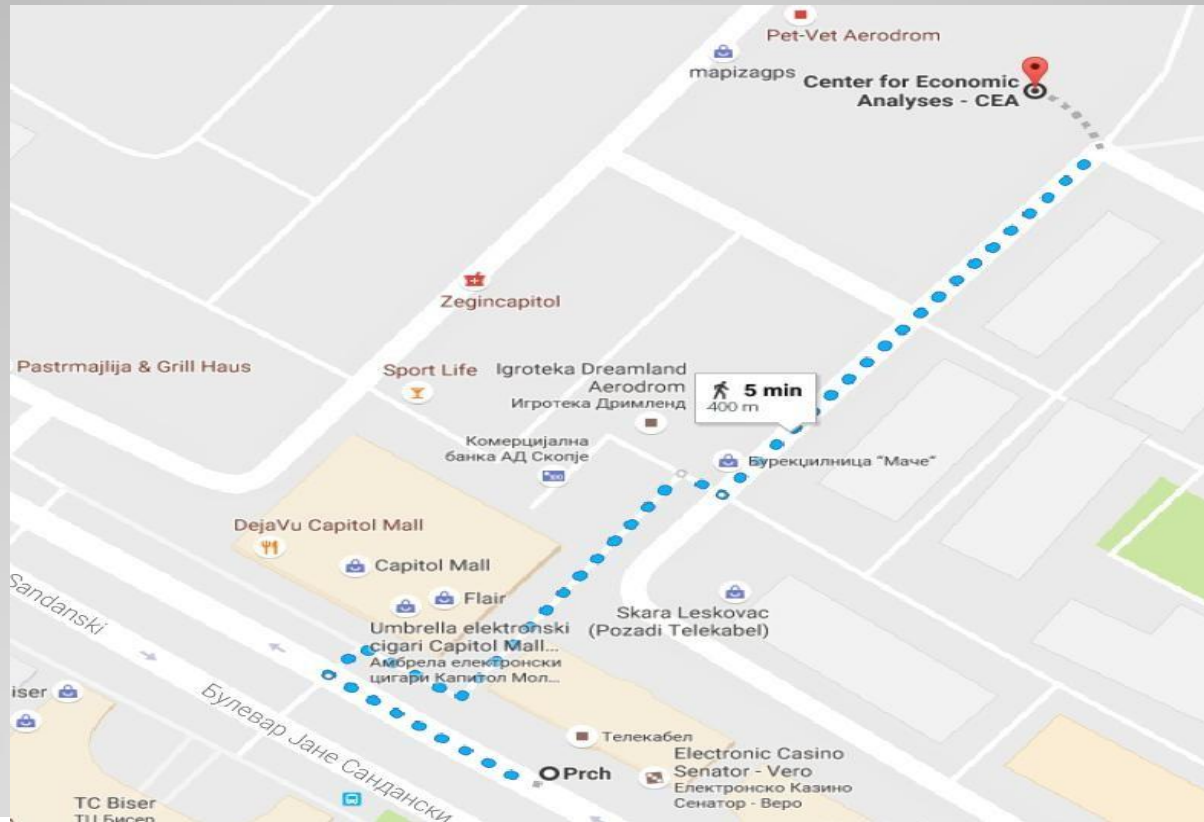 Pet-Vet Aerodrom
mapizagps
Center for Economic
Analyses - CEA
Zegincapitol
Pastrmajlija & Grill Haus
Sport Life
Igroteka Dreamland
Aerodrom
Игротека Дримленд
5 min
400 m
Комерцијална
банка АД Скопје
Бурекџилница "Маче"
DejaVu Capitol Mall
Capitol Mall
Flair
Umbrella elektronski
cigari Capitol Mall...
Амбрела електронски
цигари Капитол Мол...
Skara Leskovac
(Pozadi Telekabel)
Sandanski
Булевар Јане Сандански
iser
Телекабел
Prch
Electronic Casino
Senator - Vero
Електронско Казино
Сенатор - Веро
TC Biser
ТЦ Бисер